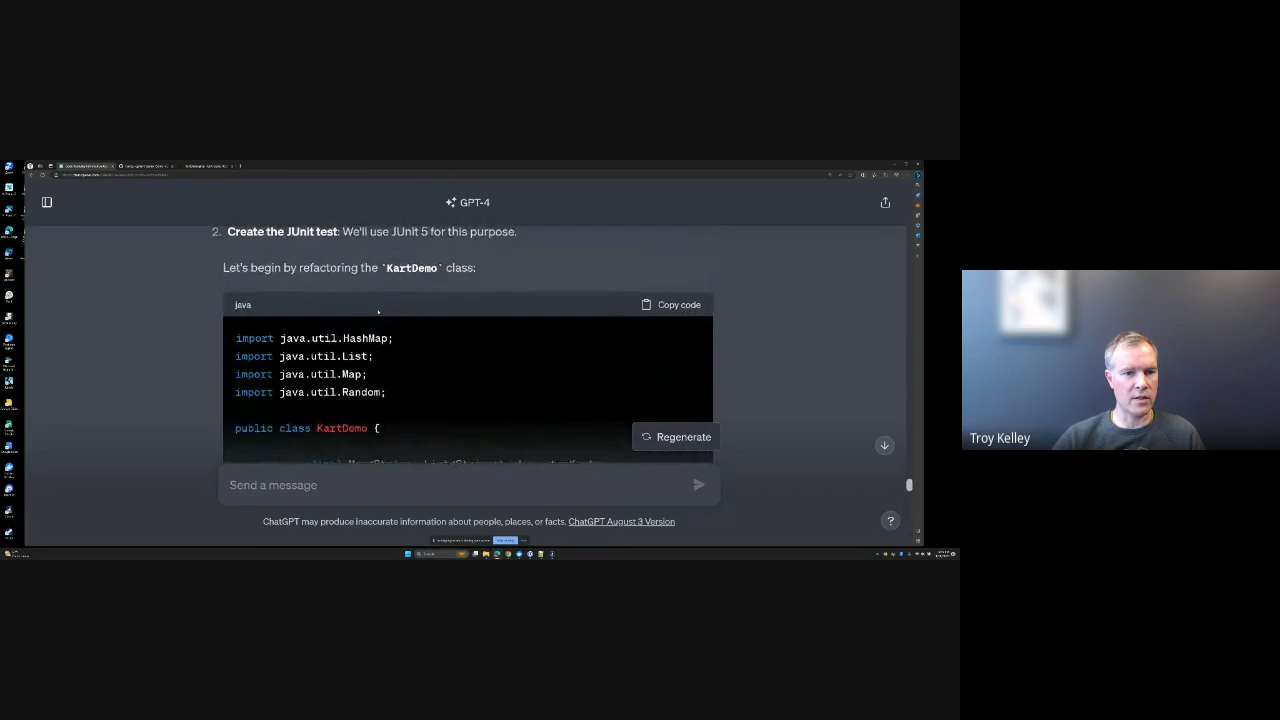 GPT-4
2. Create the JUnit test: We'll use JUnit 5 for this purpose.
Let's begin by refactoring the `KartDemo` class:
java
Copy code
import java.util.HashMap;
import java.util.List;
import java.util.Map;
import java.util.Random;
public class KartDemo {
Regenerate
Send a message
ChatGPT may produce inaccurate information about people, places, or facts. ChatGPT August 3 Version
?
Troy Kelley